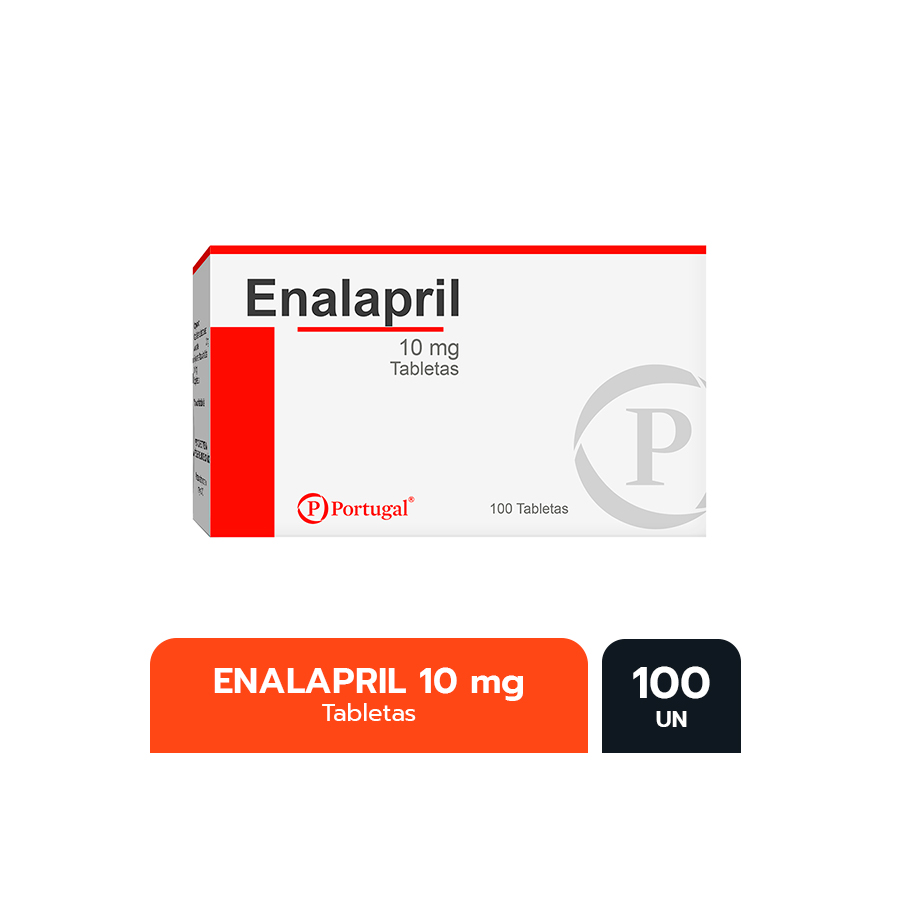 Enalapril
10 mg
Tabletas
P Portugal®
100 Tabletas
P
ENALAPRIL 10 mg
Tabletas
100
UN